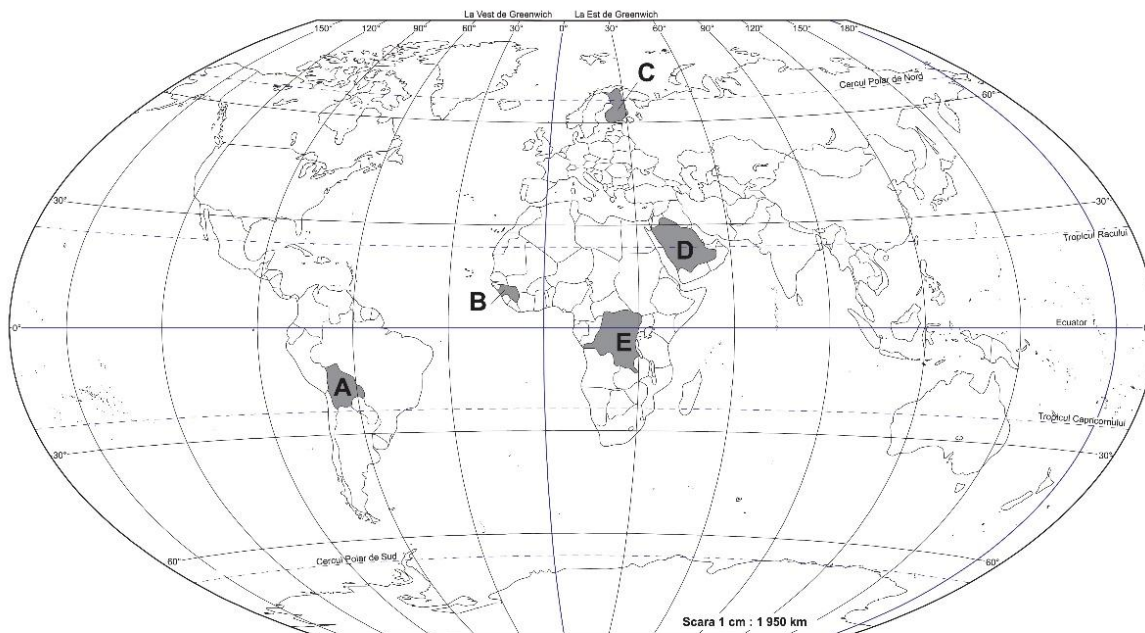 La Vest de Greenwich La Est de Greenwich
150° 120° 90° 60° 30° 0° 30° 60° 90° 120° 150° 180°
C
Cercul Polar de Nord
60° 60°
30° 30°
Tropicul Racului
D
B
0° Ecuator
E
A
Tropicul Capricornului
30° 30°
Cercul Polar de Sud
60° 60°
Scara 1 cm : 1 950 km